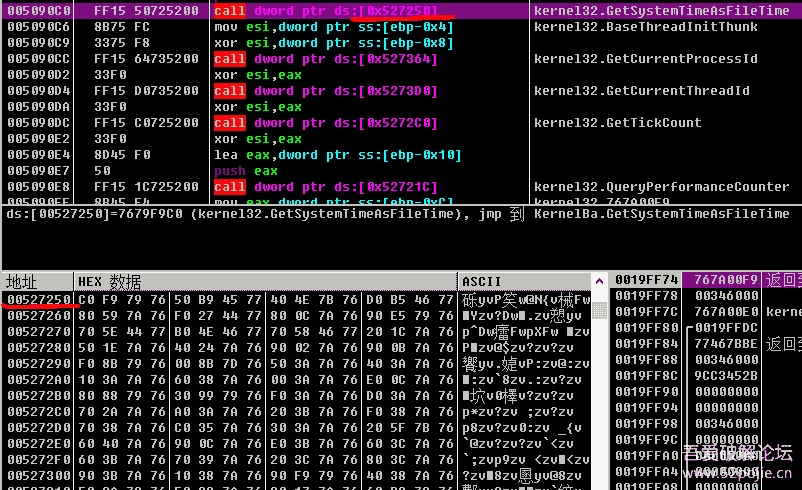 005090C0 FF15 50725200 call dword ptr ds:[0x527250] kernel32.GetSystemTimeAsFileTime
005090C6 8B75 FC mov esi,dword ptr ss:[ebp-0x4] kernel32.BaseThreadInitThunk
005090C9 3375 F8 xor esi,dword ptr ss:[ebp-0x8]
005090CC FF15 64735200 call dword ptr ds:[0x527364] kernel32.GetCurrentProcessId
005090D2 33F0 xor esi,eax
005090D4 FF15 D0735200 call dword ptr ds:[0x5273D0] kernel32.GetCurrentThreadId
005090DA 33F0 xor esi,eax
005090DC FF15 C0725200 call dword ptr ds:[0x5272C0] kernel32.GetTickCount
005090E2 33F0 xor esi,eax
005090E4 8D45 F0 lea eax,dword ptr ss:[ebp-0x10]
005090E7 50 push eax
005090E8 FF15 1C725200 call dword ptr ds:[0x52721C] kernel32.QueryPerformanceCounter
ds:[00527250]=7679F9C0 (kernel32.GetSystemTimeAsFileTime), jmp 到 KernelBa.GetSystemTimeAsFileTime
地址 HEX 数据 ASCII
00527250 C0 F9 79 76 50 B9 45 77 40 4E 7B 76 D0 B5 46 77
00527260 80 59 7A 76 F0 27 44 77 80 0C 7A 76 90 E5 79 76
00527270 70 5E 44 77 B0 4E 46 77 70 58 46 77 20 1C 7A 76
00527280 50 1E 7A 76 40 24 7A 76 90 02 7A 76 90 0B 7A 76
00527290 F0 8B 79 76 00 8B 7D 76 50 3A 7A 76 40 3A 7A 76
005272A0 10 3A 7A 76 60 38 7A 76 00 3A 7A 76 E0 0C 7A 76
005272B0 80 88 79 76 30 99 79 76 F0 3A 7A 76 D0 3A 7A 76
005272C0 70 2A 7A 76 A0 3A 7A 76 20 3B 7A 76 F0 38 7A 76
005272D0 70 38 7A 76 C0 35 7A 76 30 3A 7A 76 20 5F 7B 76
005272E0 60 40 7A 76 90 0C 7A 76 E0 3B 7A 76 60 3C 7A 76
005272F0 60 3B 7A 76 70 39 7A 76 20 3C 7A 76 80 3C 7A 76
00527300 90 3B 7A 76 10 38 7A 76 90 F9 79 76 40 38 7A 76
0019FF74 767A00F9 返回到
0019FF78 00346000
0019FF7C 767A00E0 kerne
0019FF80 0019FFDC
0019FF84 77467BBE 返回到
0019FF88 00346000
0019FF8C 9CC3452B
0019FF90 00000000
0019FF94 00000000
0019FF98 00346000
0019FF9C
0019FFA0
0019FFA4
0019FFA8
吾爱破解论坛
www.52pojie.cn